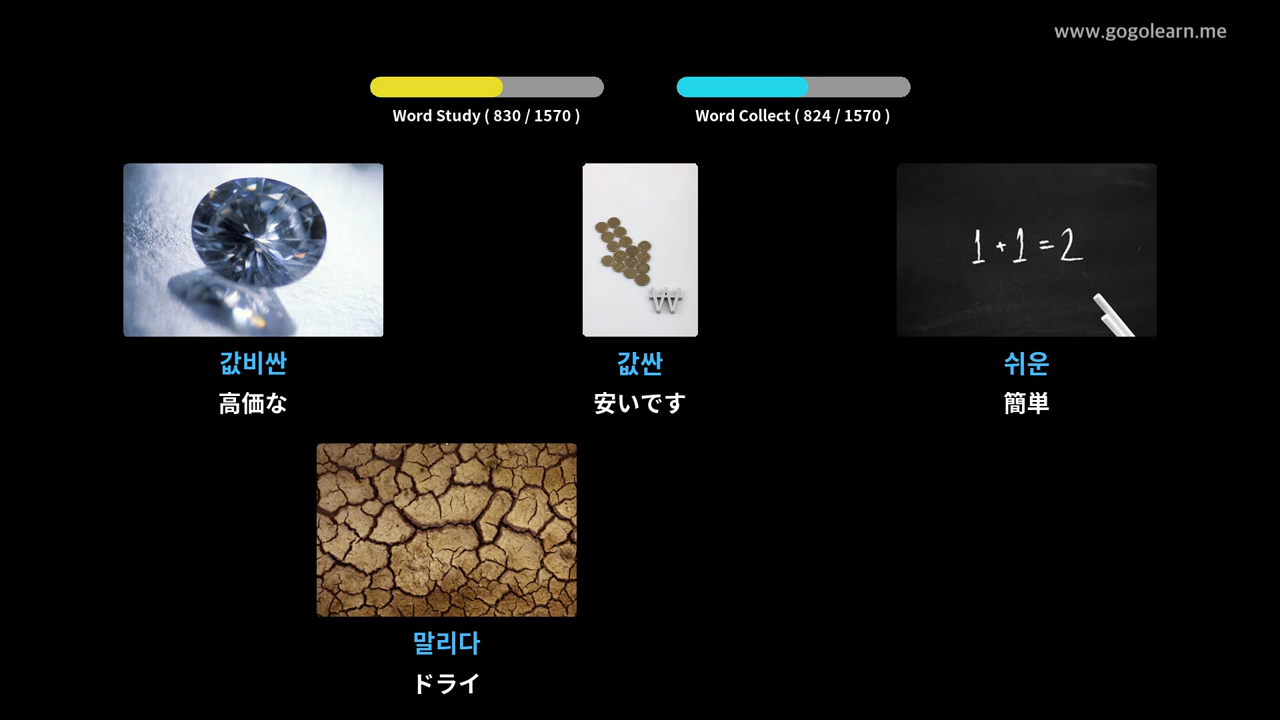 www.gogolearn.me
Word Study ( 830 / 1570 )
Word Collect ( 824 / 1570 )
값비싼
高価な
값싼
安いです
1 + 1 = 2
쉬운
簡単
말리다
ドライ